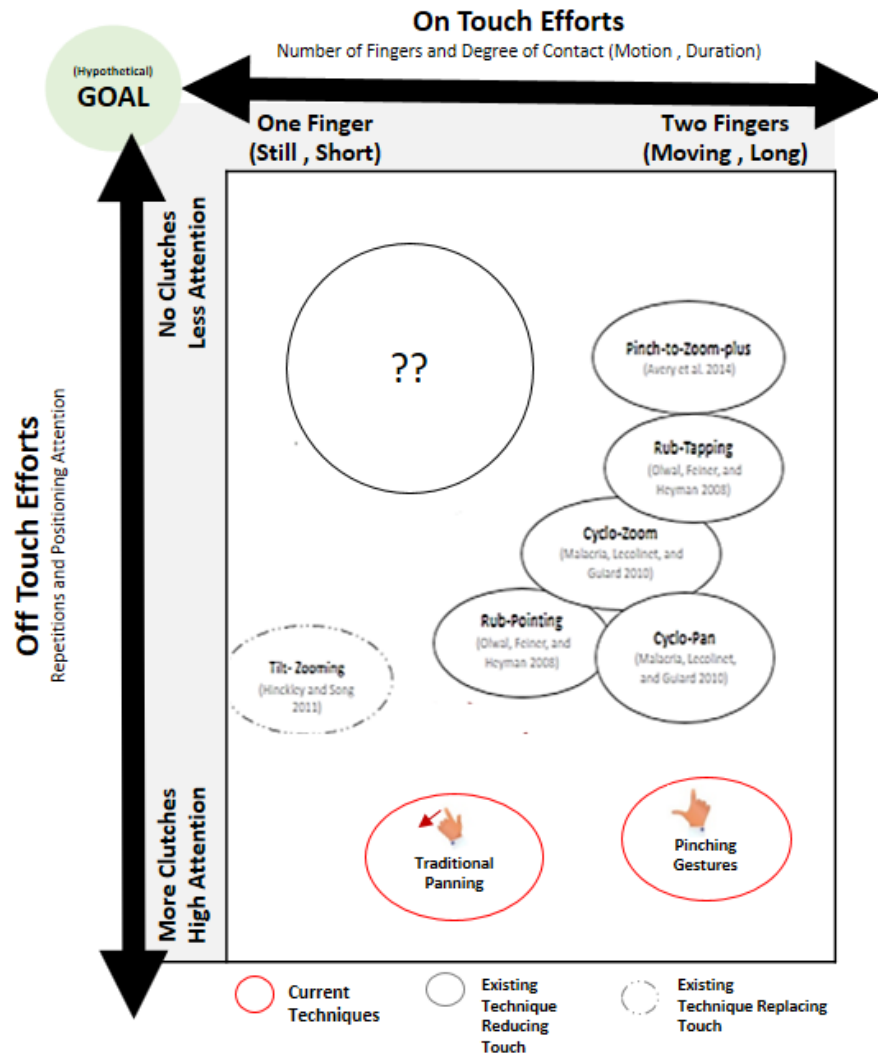 On Touch Efforts
Number of Fingers and Degree of Contact (Motion , Duration)
(Hypothetical)
GOAL
One Finger
(Still , Short)
Two Fingers
(Moving , Long)
No Clutches
Less Attention
Off Touch Efforts
Repetitions and Positioning Attention
More Clutches
High Attention
??
Pinch-to-Zoom-plus
(Avery et al. 2014)
Rub-Tapping
(Olwal, Feiner, and
Heyman 2008)
Cyclo-Zoom
(Malacria, Lecolinet, and
Guiard 2010)
Rub-Pointing
(Olwal, Feiner, and
Heyman 2008)
Cyclo-Pan
(Malacria, Lecolinet,
and Guiard 2010)
Tilt- Zooming
(Hinckley and Song
2011)
Traditional
Panning
Pinching
Gestures
Current
Techniques
Existing
Technique
Reducing
Touch
Existing
Technique Replacing
Touch